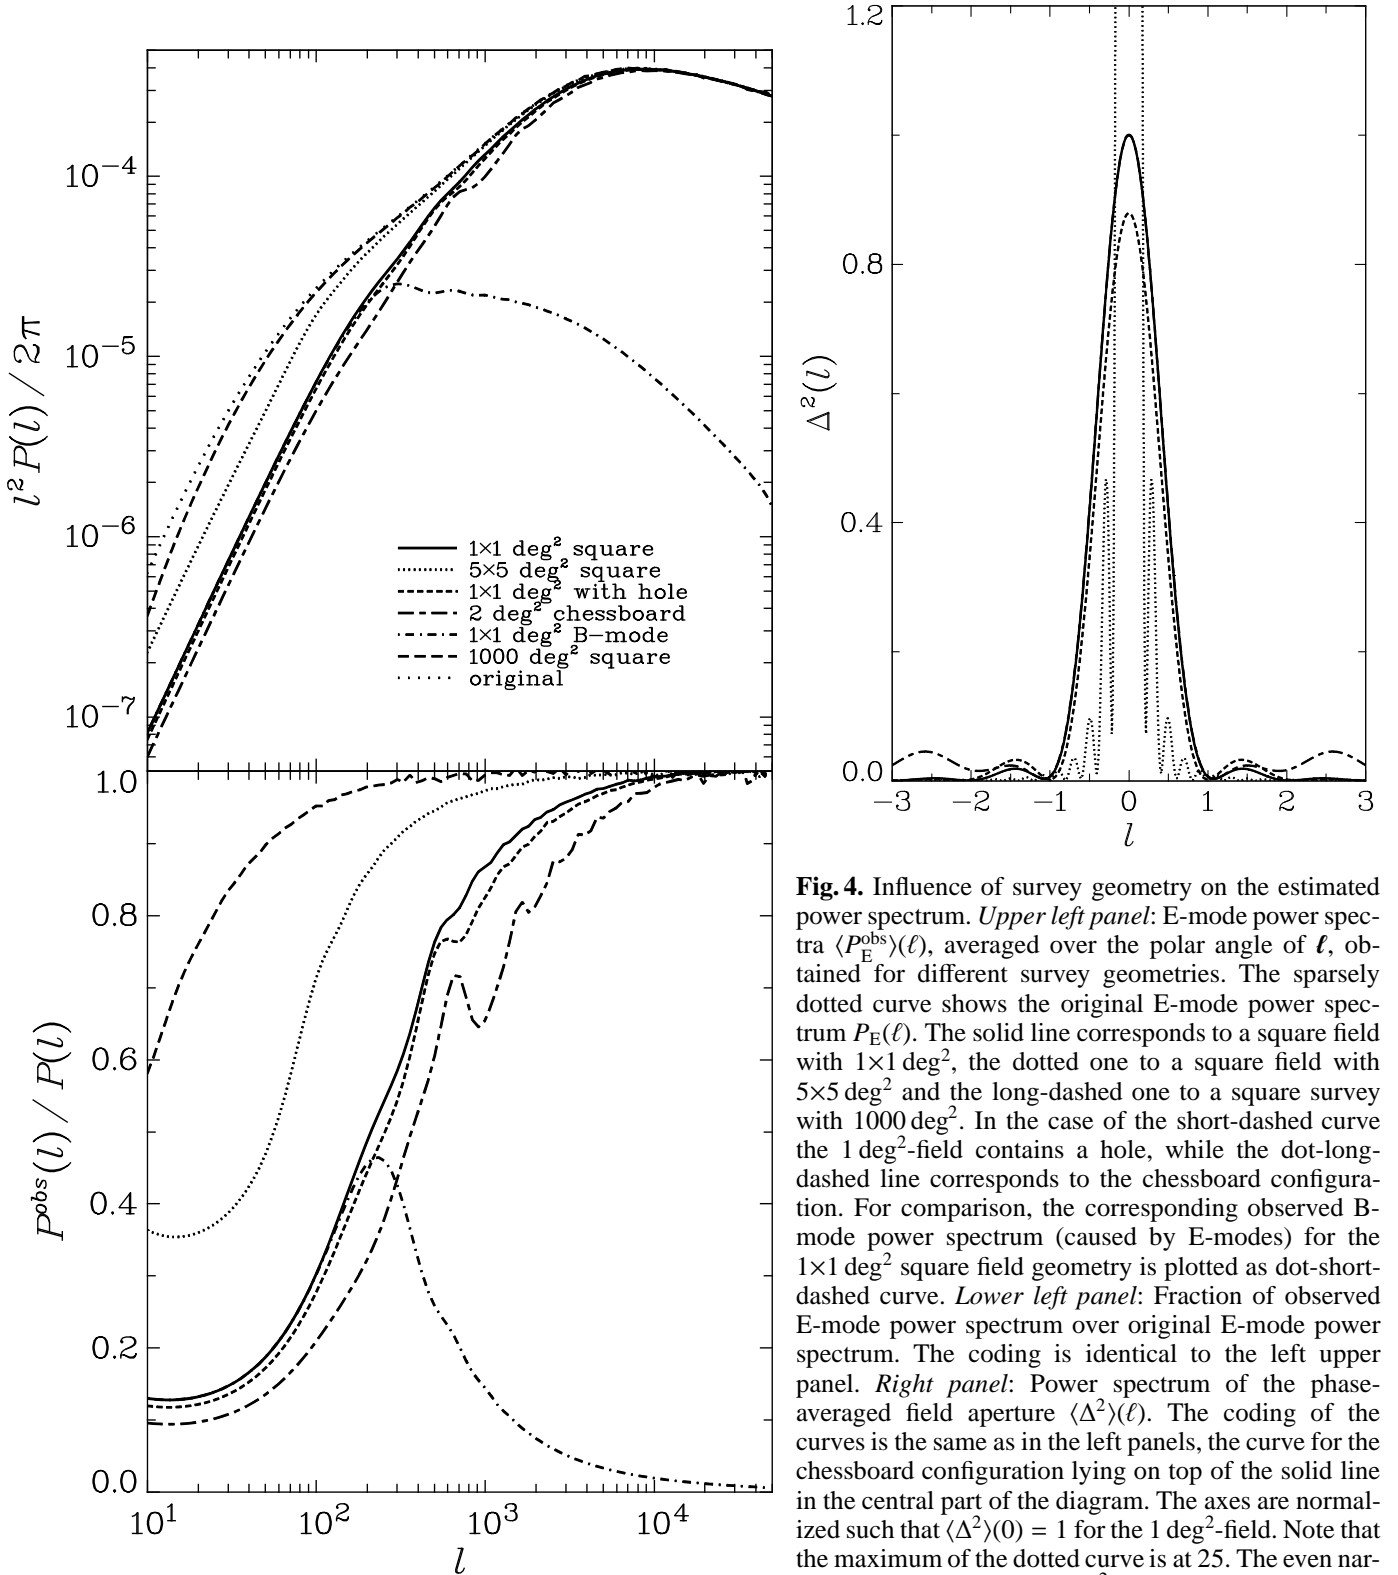 10⁻⁴
10⁻⁵
10⁻⁶
10⁻⁷
l² P(l) / 2π
1×1 deg² square
5×5 deg² square
1×1 deg² with hole
2 deg² chessboard
1×1 deg² B−mode
1000 deg² square
original
1.0
0.8
0.6
0.4
0.2
0.0
P^obs(l) / P(l)
10¹ 10² 10³ 10⁴
l
1.2
0.8
0.4
0.0
Δ²(l)
−3 −2 −1 0 1 2 3
l
Fig. 4. Influence of survey geometry on the estimated
power spectrum. Upper left panel: E-mode power spec-
tra ⟨P_E^obs⟩(ℓ), averaged over the polar angle of ℓ, ob-
tained for different survey geometries. The sparsely
dotted curve shows the original E-mode power spec-
trum P_E(ℓ). The solid line corresponds to a square field
with 1×1 deg², the dotted one to a square field with
5×5 deg² and the long-dashed one to a square survey
with 1000 deg². In the case of the short-dashed curve
the 1 deg²-field contains a hole, while the dot-long-
dashed line corresponds to the chessboard configura-
tion. For comparison, the corresponding observed B-
mode power spectrum (caused by E-modes) for the
1×1 deg² square field geometry is plotted as dot-short-
dashed curve. Lower left panel: Fraction of observed
E-mode power spectrum over original E-mode power
spectrum. The coding is identical to the left upper
panel. Right panel: Power spectrum of the phase-
averaged field aperture ⟨Δ²⟩(ℓ). The coding of the
curves is the same as in the left panels, the curve for the
chessboard configuration lying on top of the solid line
in the central part of the diagram. The axes are normal-
ized such that ⟨Δ²⟩(0) = 1 for the 1 deg²-field. Note that
the maximum of the dotted curve is at 25. The even nar-